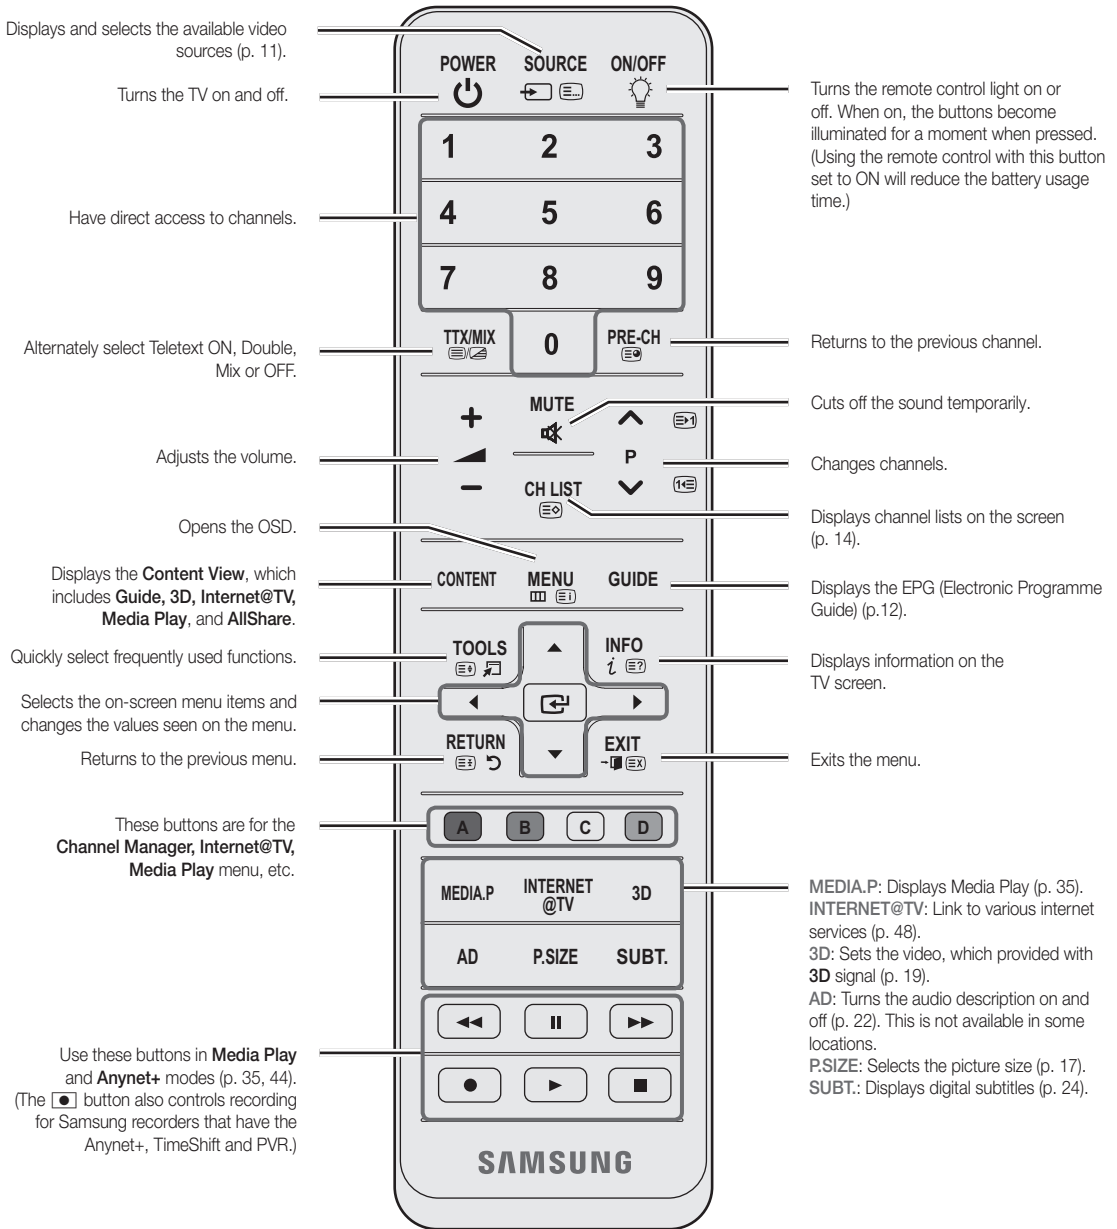 Displays and selects the available video
sources (p. 11).
Turns the TV on and off.
Have direct access to channels.
Alternately select Teletext ON, Double,
Mix or OFF.
Adjusts the volume.
Opens the OSD.
Displays the Content View, which
includes Guide, 3D, Internet@TV,
Media Play, and AllShare.
Quickly select frequently used functions.
Selects the on-screen menu items and
changes the values seen on the menu.
Returns to the previous menu.
These buttons are for the
Channel Manager, Internet@TV,
Media Play menu, etc.
Use these buttons in Media Play
and Anynet+ modes (p. 35, 44).
(The button also controls recording
for Samsung recorders that have the
Anynet+, TimeShift and PVR.)
POWER SOURCE ON/OFF
1 2 3
4 5 6
7 8 9
TTX/MIX 0 PRE-CH
+ MUTE
P
− CH LIST
CONTENT MENU GUIDE
TOOLS INFO
RETURN EXIT
A B C D
MEDIA.P INTERNET
@TV 3D
AD P.SIZE SUBT.
SAMSUNG
Turns the remote control light on or
off. When on, the buttons become
illuminated for a moment when pressed.
(Using the remote control with this button
set to ON will reduce the battery usage
time.)
Returns to the previous channel.
Cuts off the sound temporarily.
Changes channels.
Displays channel lists on the screen
(p. 14).
Displays the EPG (Electronic Programme
Guide) (p.12).
Displays information on the
TV screen.
Exits the menu.
MEDIA.P: Displays Media Play (p. 35).
INTERNET@TV: Link to various internet
services (p. 48).
3D: Sets the video, which provided with
3D signal (p. 19).
AD: Turns the audio description on and
off (p. 22). This is not available in some
locations.
P.SIZE: Selects the picture size (p. 17).
SUBT.: Displays digital subtitles (p. 24).